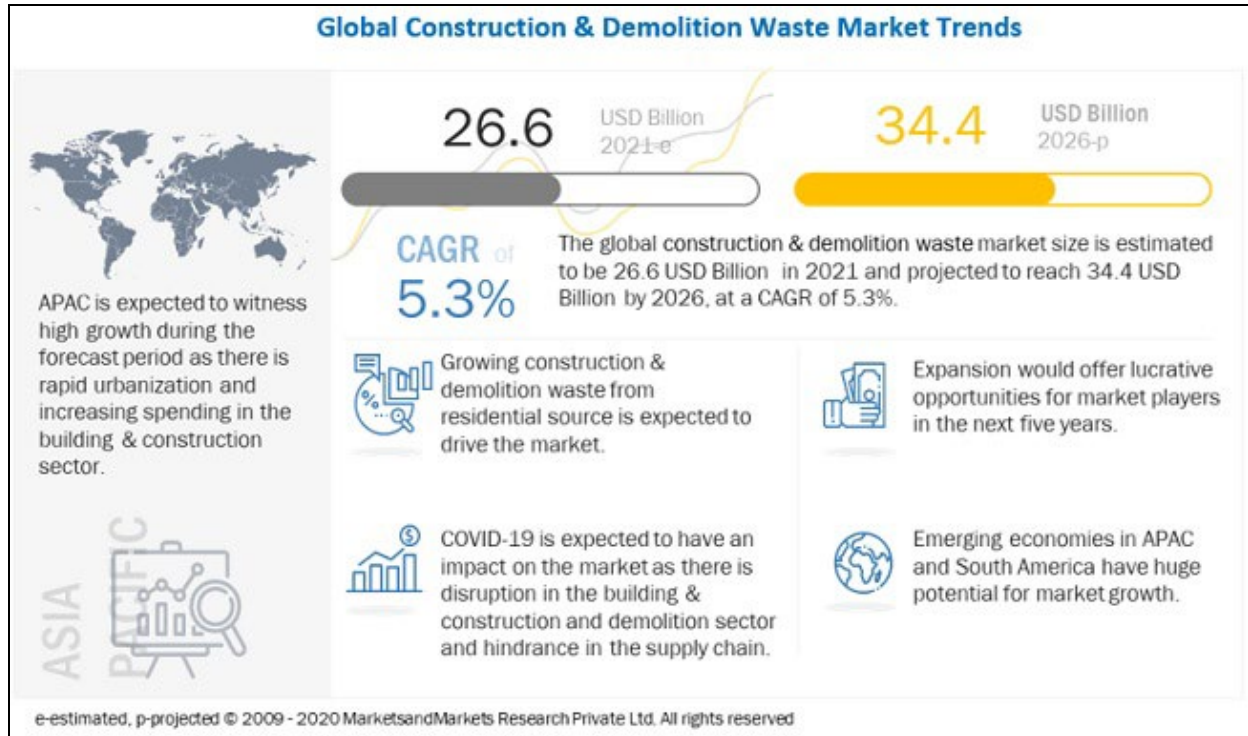 Global Construction & Demolition Waste Market Trends
26.6
USD Billion
2021-e
34.4
USD Billion
2026-p
CAGR of
5.3%
The global construction & demolition waste market size is estimated
to be 26.6 USD Billion in 2021 and projected to reach 34.4 USD
Billion by 2026, at a CAGR of 5.3%.
APAC is expected to witness
high growth during the
forecast period as there is
rapid urbanization and
increasing spending in the
building & construction
sector.
ASIA
PACIFIC
Growing construction &
demolition waste from
residential source is expected to
drive the market.
Expansion would offer lucrative
opportunities for market players
in the next five years.
COVID-19 is expected to have an
impact on the market as there is
disruption in the building &
construction and demolition sector
and hindrance in the supply chain.
Emerging economies in APAC
and South America have huge
potential for market growth.
e-estimated, p-projected © 2009 - 2020 MarketsandMarkets Research Private Ltd. All rights reserved